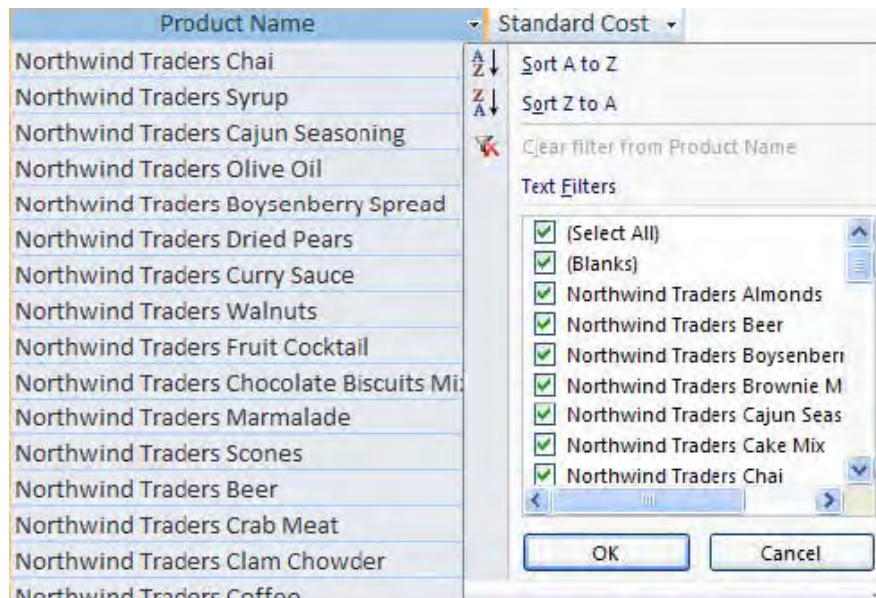 Product Name
Standard Cost
Northwind Traders Chai
Northwind Traders Syrup
Northwind Traders Cajun Seasoning
Northwind Traders Olive Oil
Northwind Traders Boysenberry Spread
Northwind Traders Dried Pears
Northwind Traders Curry Sauce
Northwind Traders Walnuts
Northwind Traders Fruit Cocktail
Northwind Traders Chocolate Biscuits Mi
Northwind Traders Marmalade
Northwind Traders Scones
Northwind Traders Beer
Northwind Traders Crab Meat
Northwind Traders Clam Chowder
Northwind Traders Coffee
Sort A to Z
Sort Z to A
Clear filter from Product Name
Text Filters
(Select All)
(Blanks)
Northwind Traders Almonds
Northwind Traders Beer
Northwind Traders Boysenberr
Northwind Traders Brownie M
Northwind Traders Cajun Seas
Northwind Traders Cake Mix
Northwind Traders Chai
OK
Cancel